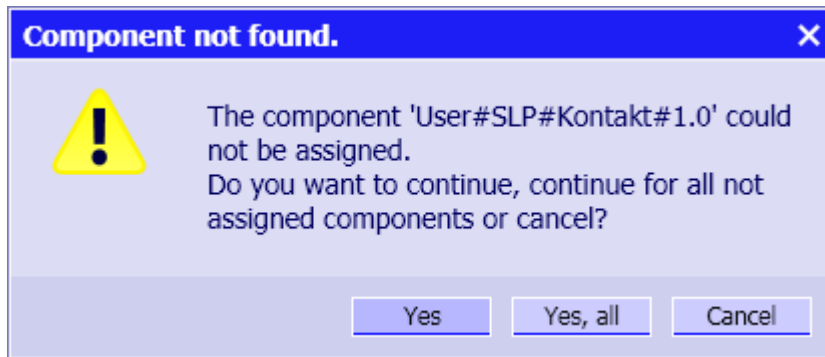 Component not found.
The component 'User#SLP#Kontakt#1.0' could
not be assigned.
Do you want to continue, continue for all not
assigned components or cancel?
Yes
Yes, all
Cancel